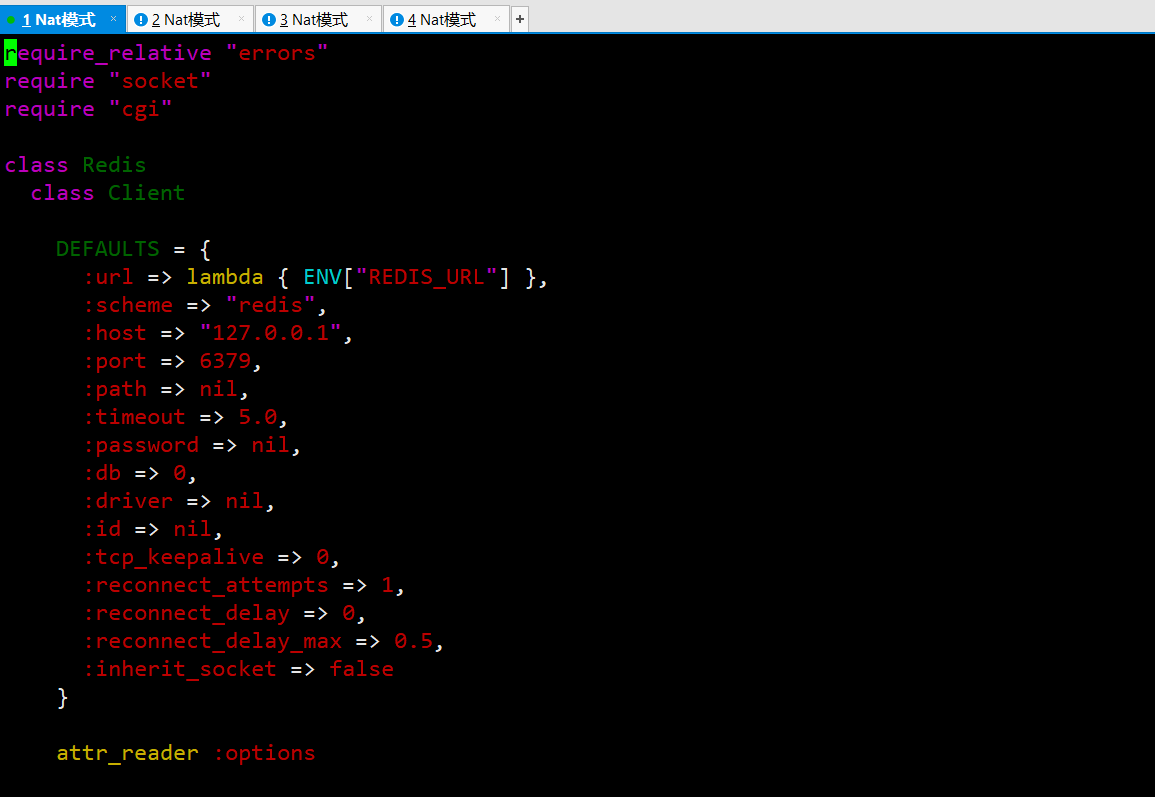 1 Nat模式 × 2 Nat模式 × 3 Nat模式 × 4 Nat模式 × +
require_relative "errors"
require "socket"
require "cgi"
class Redis
  class Client
    DEFAULTS = {
      :url => lambda { ENV["REDIS_URL"] },
      :scheme => "redis",
      :host => "127.0.0.1",
      :port => 6379,
      :path => nil,
      :timeout => 5.0,
      :password => nil,
      :db => 0,
      :driver => nil,
      :id => nil,
      :tcp_keepalive => 0,
      :reconnect_attempts => 1,
      :reconnect_delay => 0,
      :reconnect_delay_max => 0.5,
      :inherit_socket => false
    }
    attr_reader :options